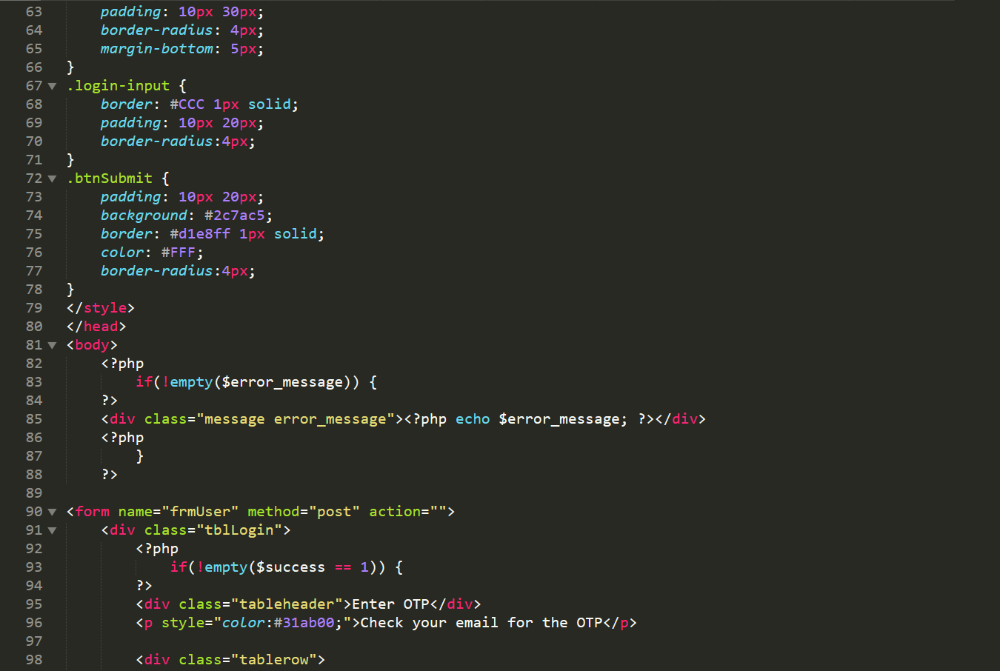 63 padding: 10px 30px;
64 border-radius: 4px;
65 margin-bottom: 5px;
66 }
67 .login-input {
68 border: #CCC 1px solid;
69 padding: 10px 20px;
70 border-radius:4px;
71 }
72 .btnSubmit {
73 padding: 10px 20px;
74 background: #2c7ac5;
75 border: #d1e8ff 1px solid;
76 color: #FFF;
77 border-radius:4px;
78 }
79 </style>
80 </head>
81 <body>
82 <?php
83 if(!empty($error_message)) {
84 ?>
85 <div class="message error_message"><?php echo $error_message; ?></div>
86 <?php
87 }
88 ?>
89
90 <form name="frmUser" method="post" action="">
91 <div class="tblLogin">
92 <?php
93 if(!empty($success == 1)) {
94 ?>
95 <div class="tableheader">Enter OTP</div>
96 <p style="color:#31ab00;">Check your email for the OTP</p>
97
98 <div class="tablerow">